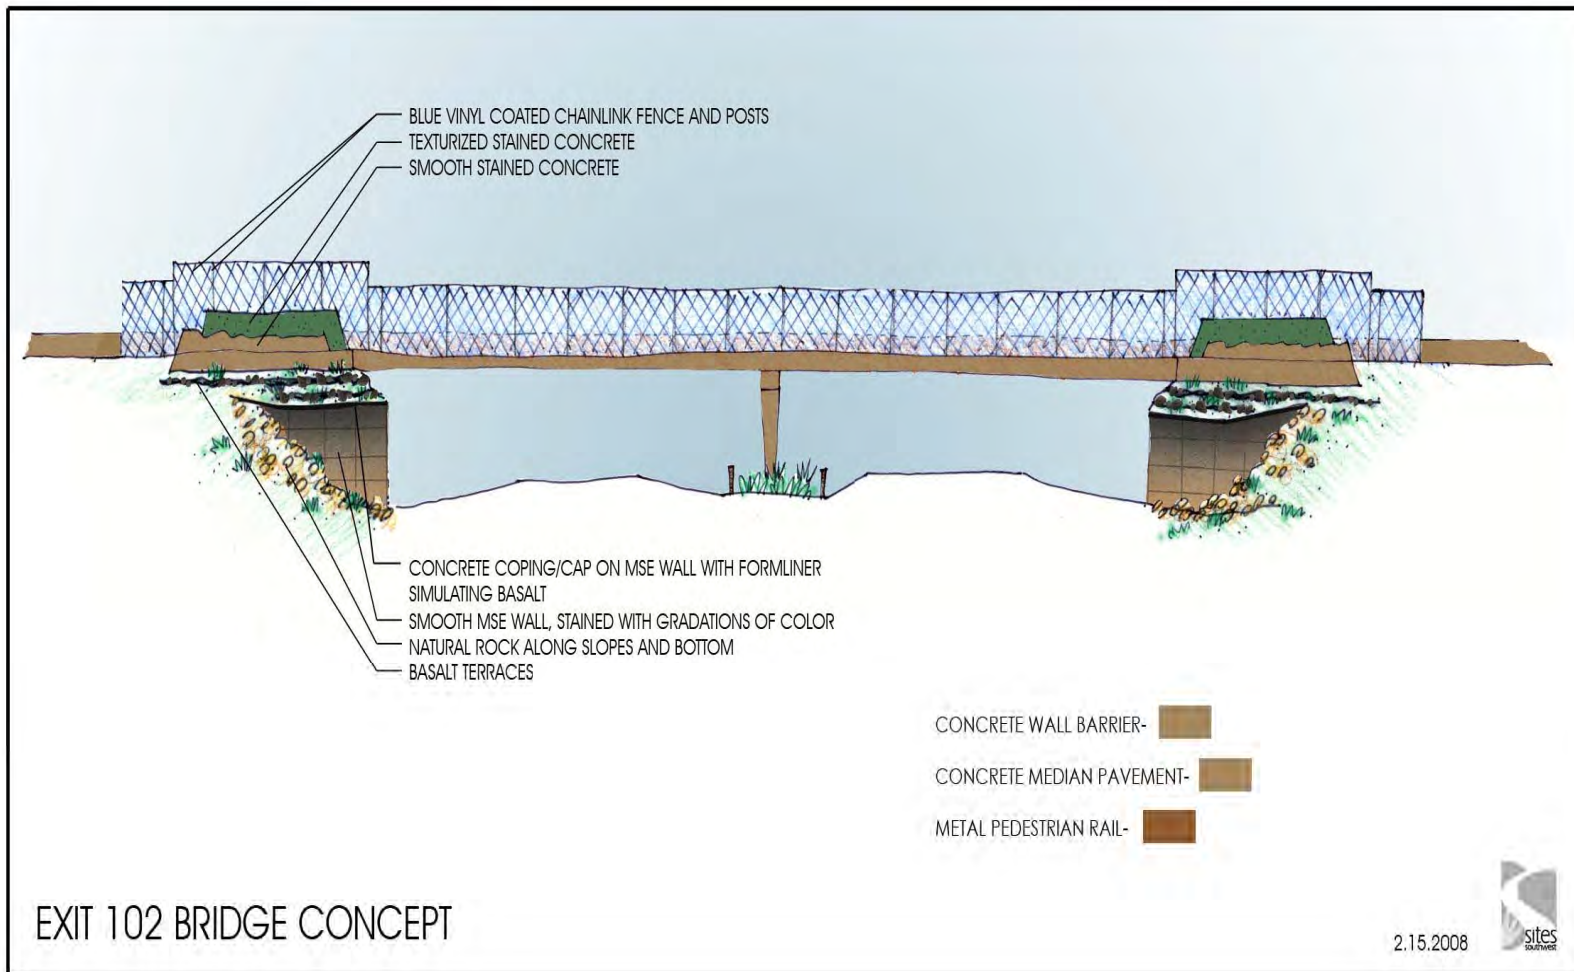 BLUE VINYL COATED CHAINLINK FENCE AND POSTS
TEXTURIZED STAINED CONCRETE
SMOOTH STAINED CONCRETE
CONCRETE COPING/CAP ON MSE WALL WITH FORMLINER
SIMULATING BASALT
SMOOTH MSE WALL, STAINED WITH GRADATIONS OF COLOR
NATURAL ROCK ALONG SLOPES AND BOTTOM
BASALT TERRACES
CONCRETE WALL BARRIER-
CONCRETE MEDIAN PAVEMENT-
METAL PEDESTRIAN RAIL-
EXIT 102 BRIDGE CONCEPT
2.15.2008
sites
southwest